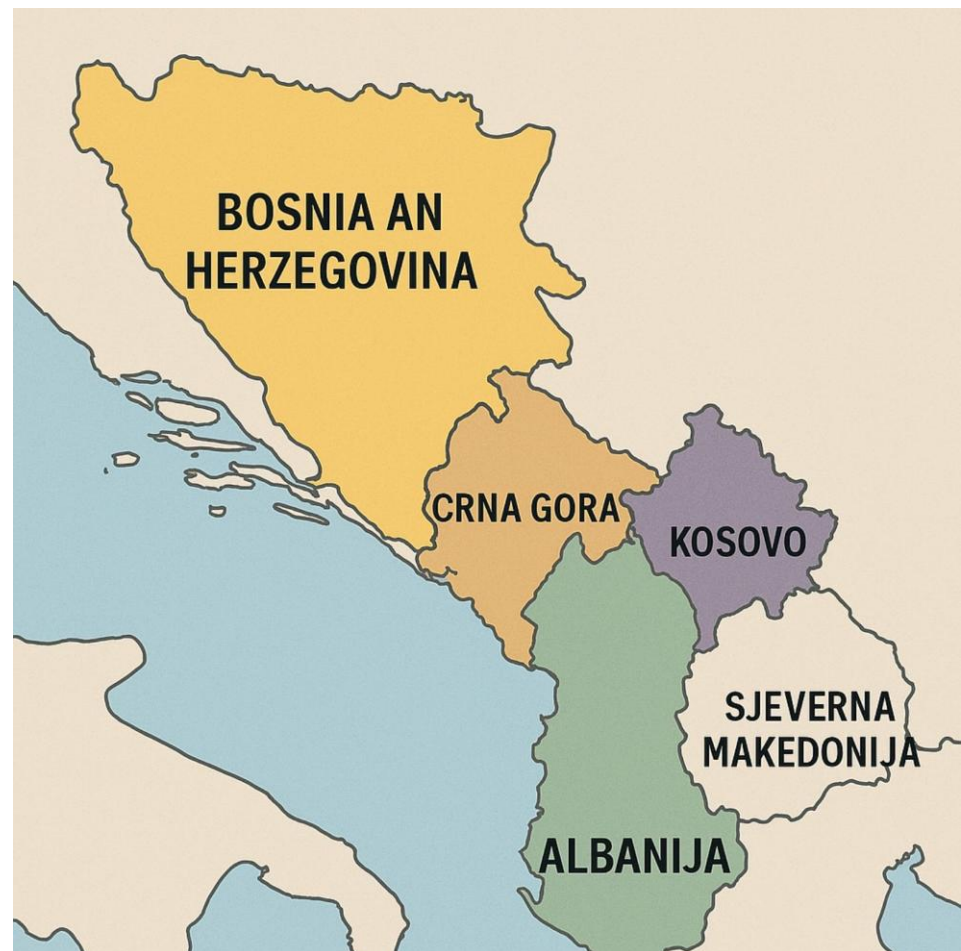 BOSNIA AN
HERZEGOVINA
CRNA GORA
KOSOVO
SJEVERNA
MAKEDONIJA
ALBANIJA